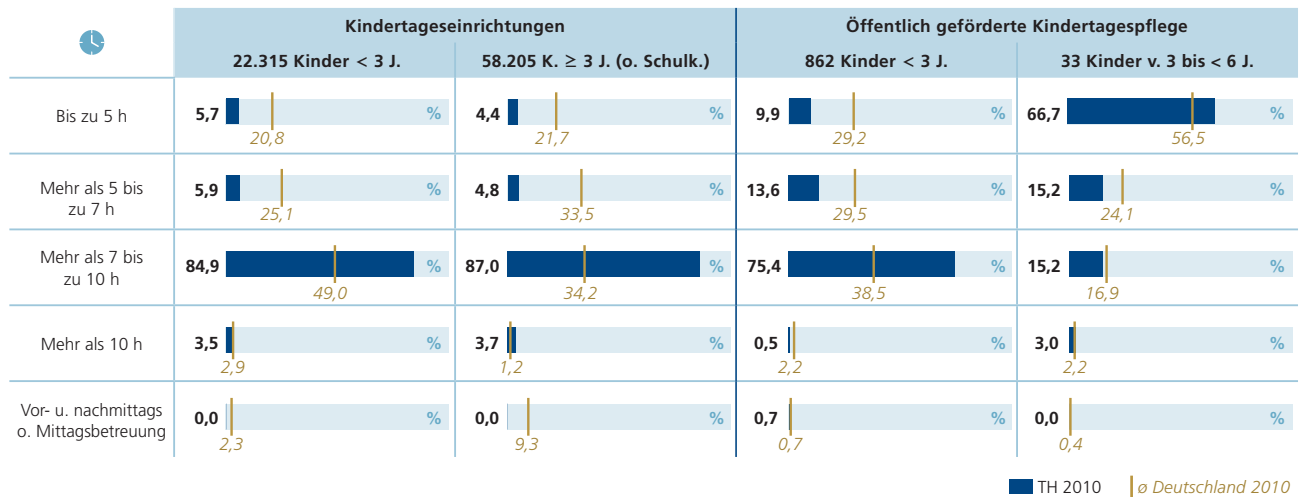 Kindertageseinrichtungen Öffentlich geförderte Kindertagespflege
22.315 Kinder < 3 J. 58.205 K. ≥ 3 J. (o. Schulk.) 862 Kinder < 3 J. 33 Kinder v. 3 bis < 6 J.
Bis zu 5 h 5,7 % 4,4 % 9,9 % 66,7 %
20,8 21,7 29,2 56,5
Mehr als 5 bis
zu 7 h 5,9 % 4,8 % 13,6 % 15,2 %
25,1 33,5 29,5 24,1
Mehr als 7 bis
zu 10 h 84,9 % 87,0 % 75,4 % 15,2 %
49,0 34,2 38,5 16,9
Mehr als 10 h 3,5 % 3,7 % 0,5 % 3,0 %
2,9 1,2 2,2 2,2
Vor- u. nachmittags
o. Mittagsbetreuung 0,0 % 0,0 % 0,7 % 0,0 %
2,3 9,3 0,7 0,4
TH 2010 ø Deutschland 2010